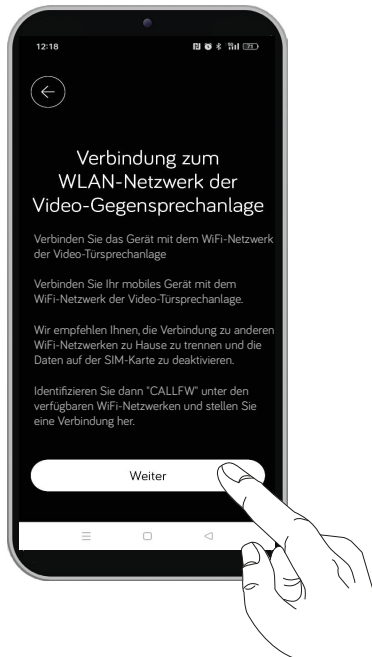 12:18
71
Verbindung zum
WLAN-Netzwerk der
Video-Gegensprechanlage
Verbinden Sie das Gerät mit dem WiFi-Netzwerk
der Video-Türsprechanlage
Verbinden Sie Ihr mobiles Gerät mit dem
WiFi-Netzwerk der Video-Türsprechanlage.
Wir empfehlen Ihnen, die Verbindung zu anderen
WiFi-Netzwerken zu Hause zu trennen und die
Daten auf der SIM-Karte zu deaktivieren.
Identifizieren Sie dann "CALLFW" unter den
verfügbaren WiFi-Netzwerken und stellen Sie
eine Verbindung her.
Weiter